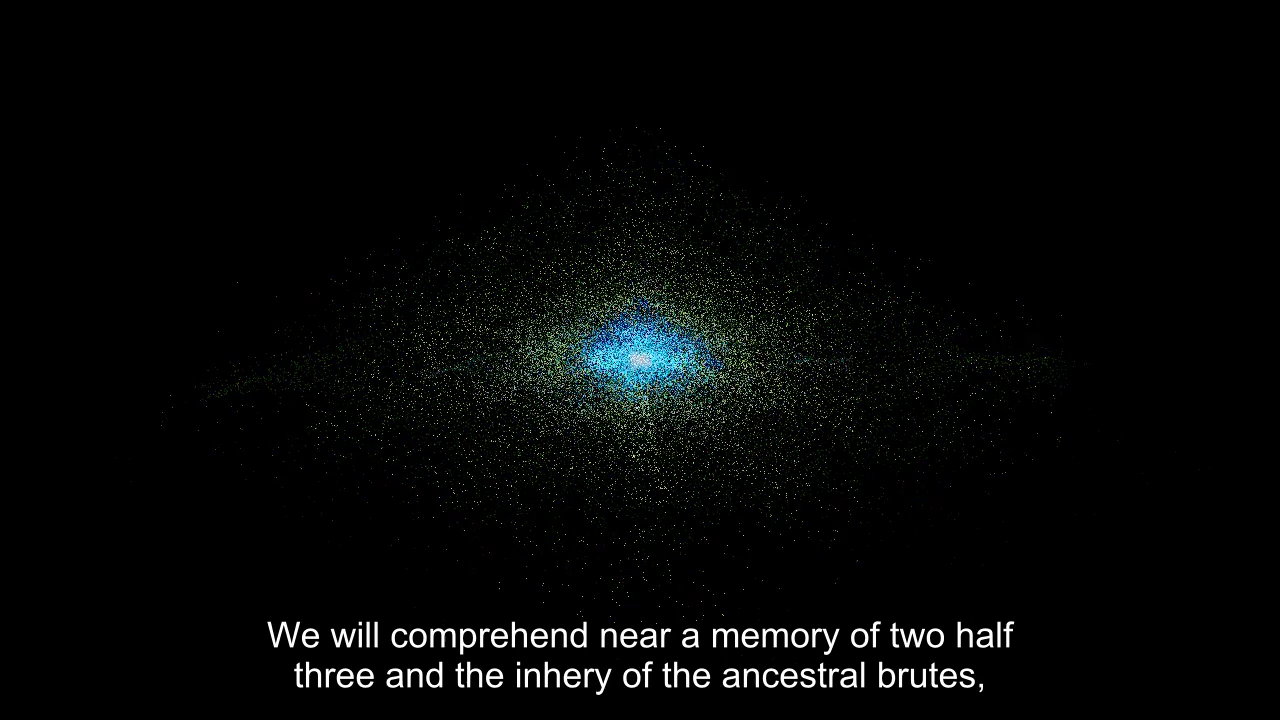 We will comprehend near a memory of two half
three and the inhery of the ancestral brutes,